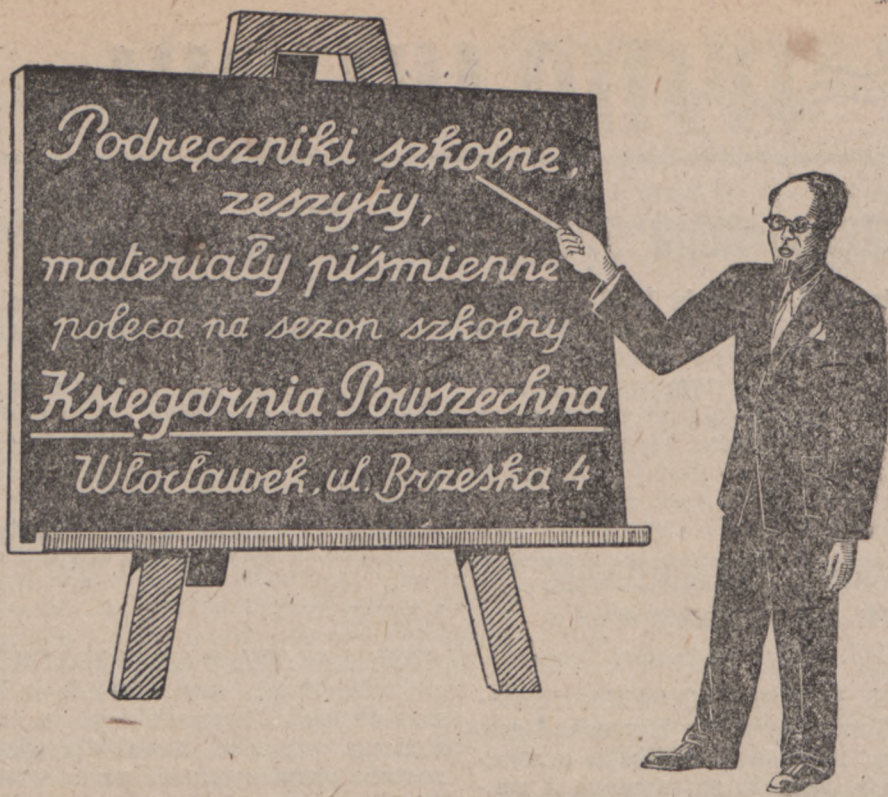 Podręczniki szkolne,
zeszyty,
materiały piśmienne
poleca na sezon szkolny
Księgarnia Powszechna
Włocławek, ul. Brzeska 4